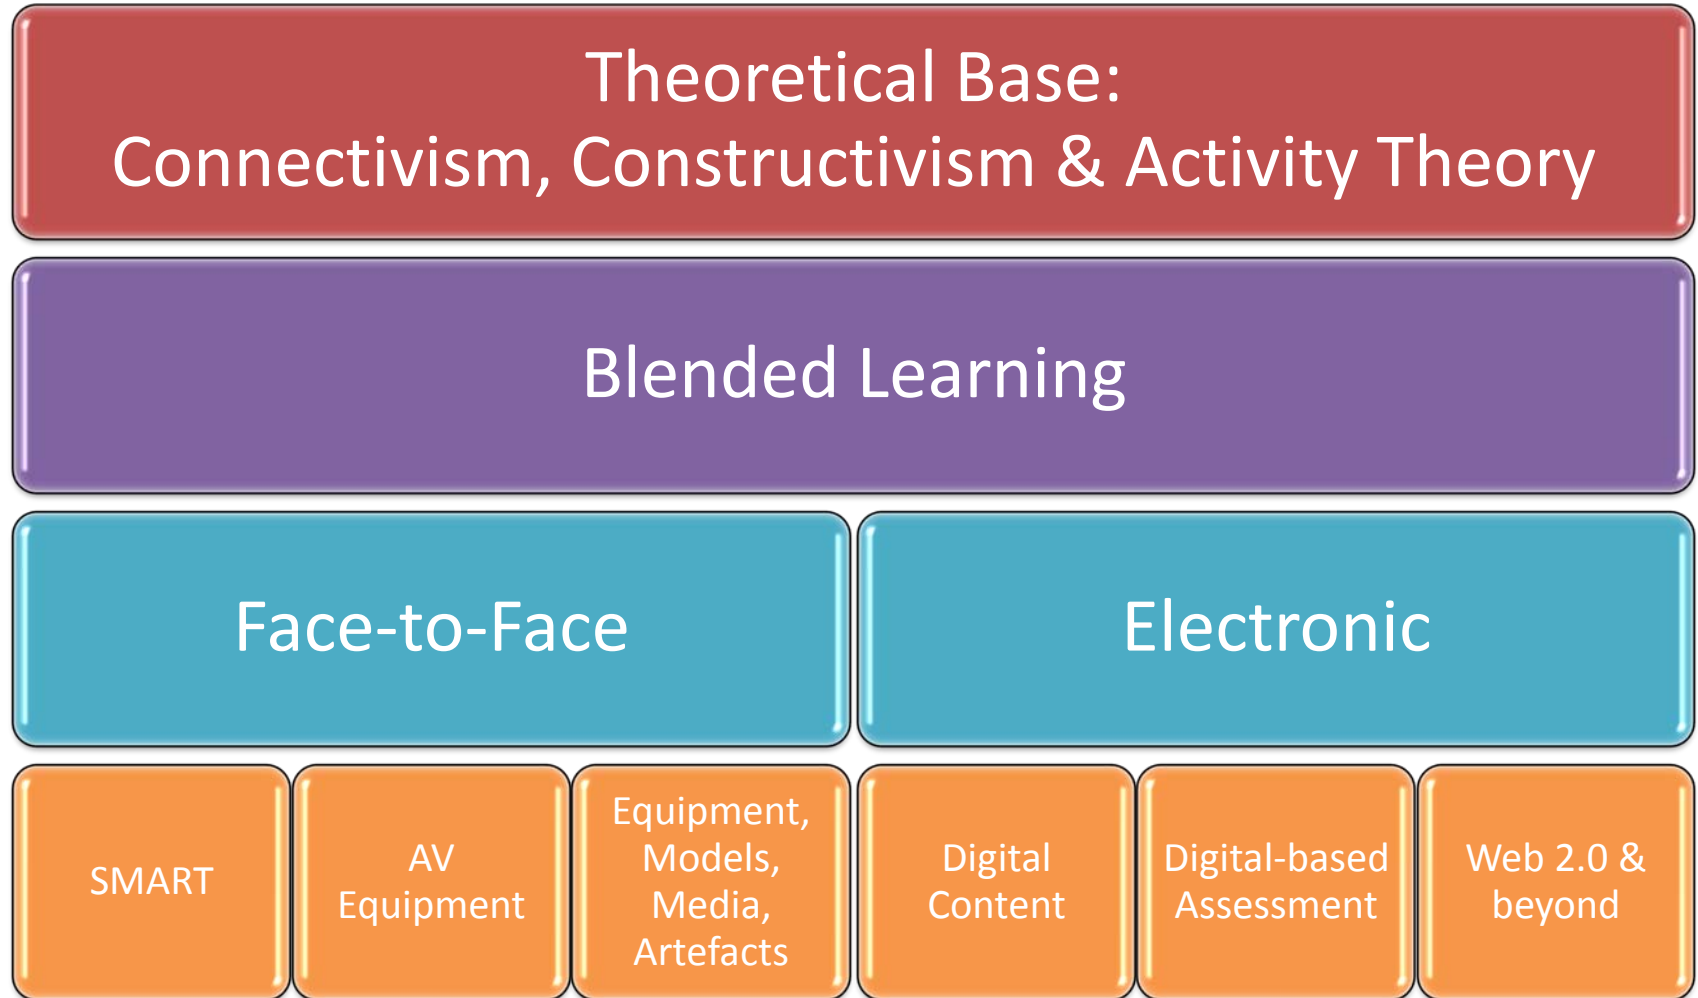 Theoretical Base:
Connectivism, Constructivism & Activity Theory
Blended Learning
Face-to-Face
Electronic
SMART
AV
Equipment
Equipment,
Models,
Media,
Artefacts
Digital
Content
Digital-based
Assessment
Web 2.0 &
beyond